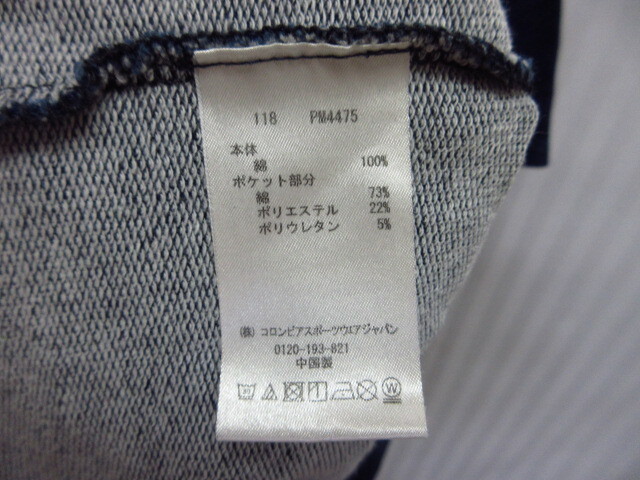 118 PM4475
本体
綿 100%
ポケット部分
綿 73%
ポリエステル 22%
ポリウレタン 5%
(株) コロンビアスポーツウエアジャパン
0120-193-821
中国製
W